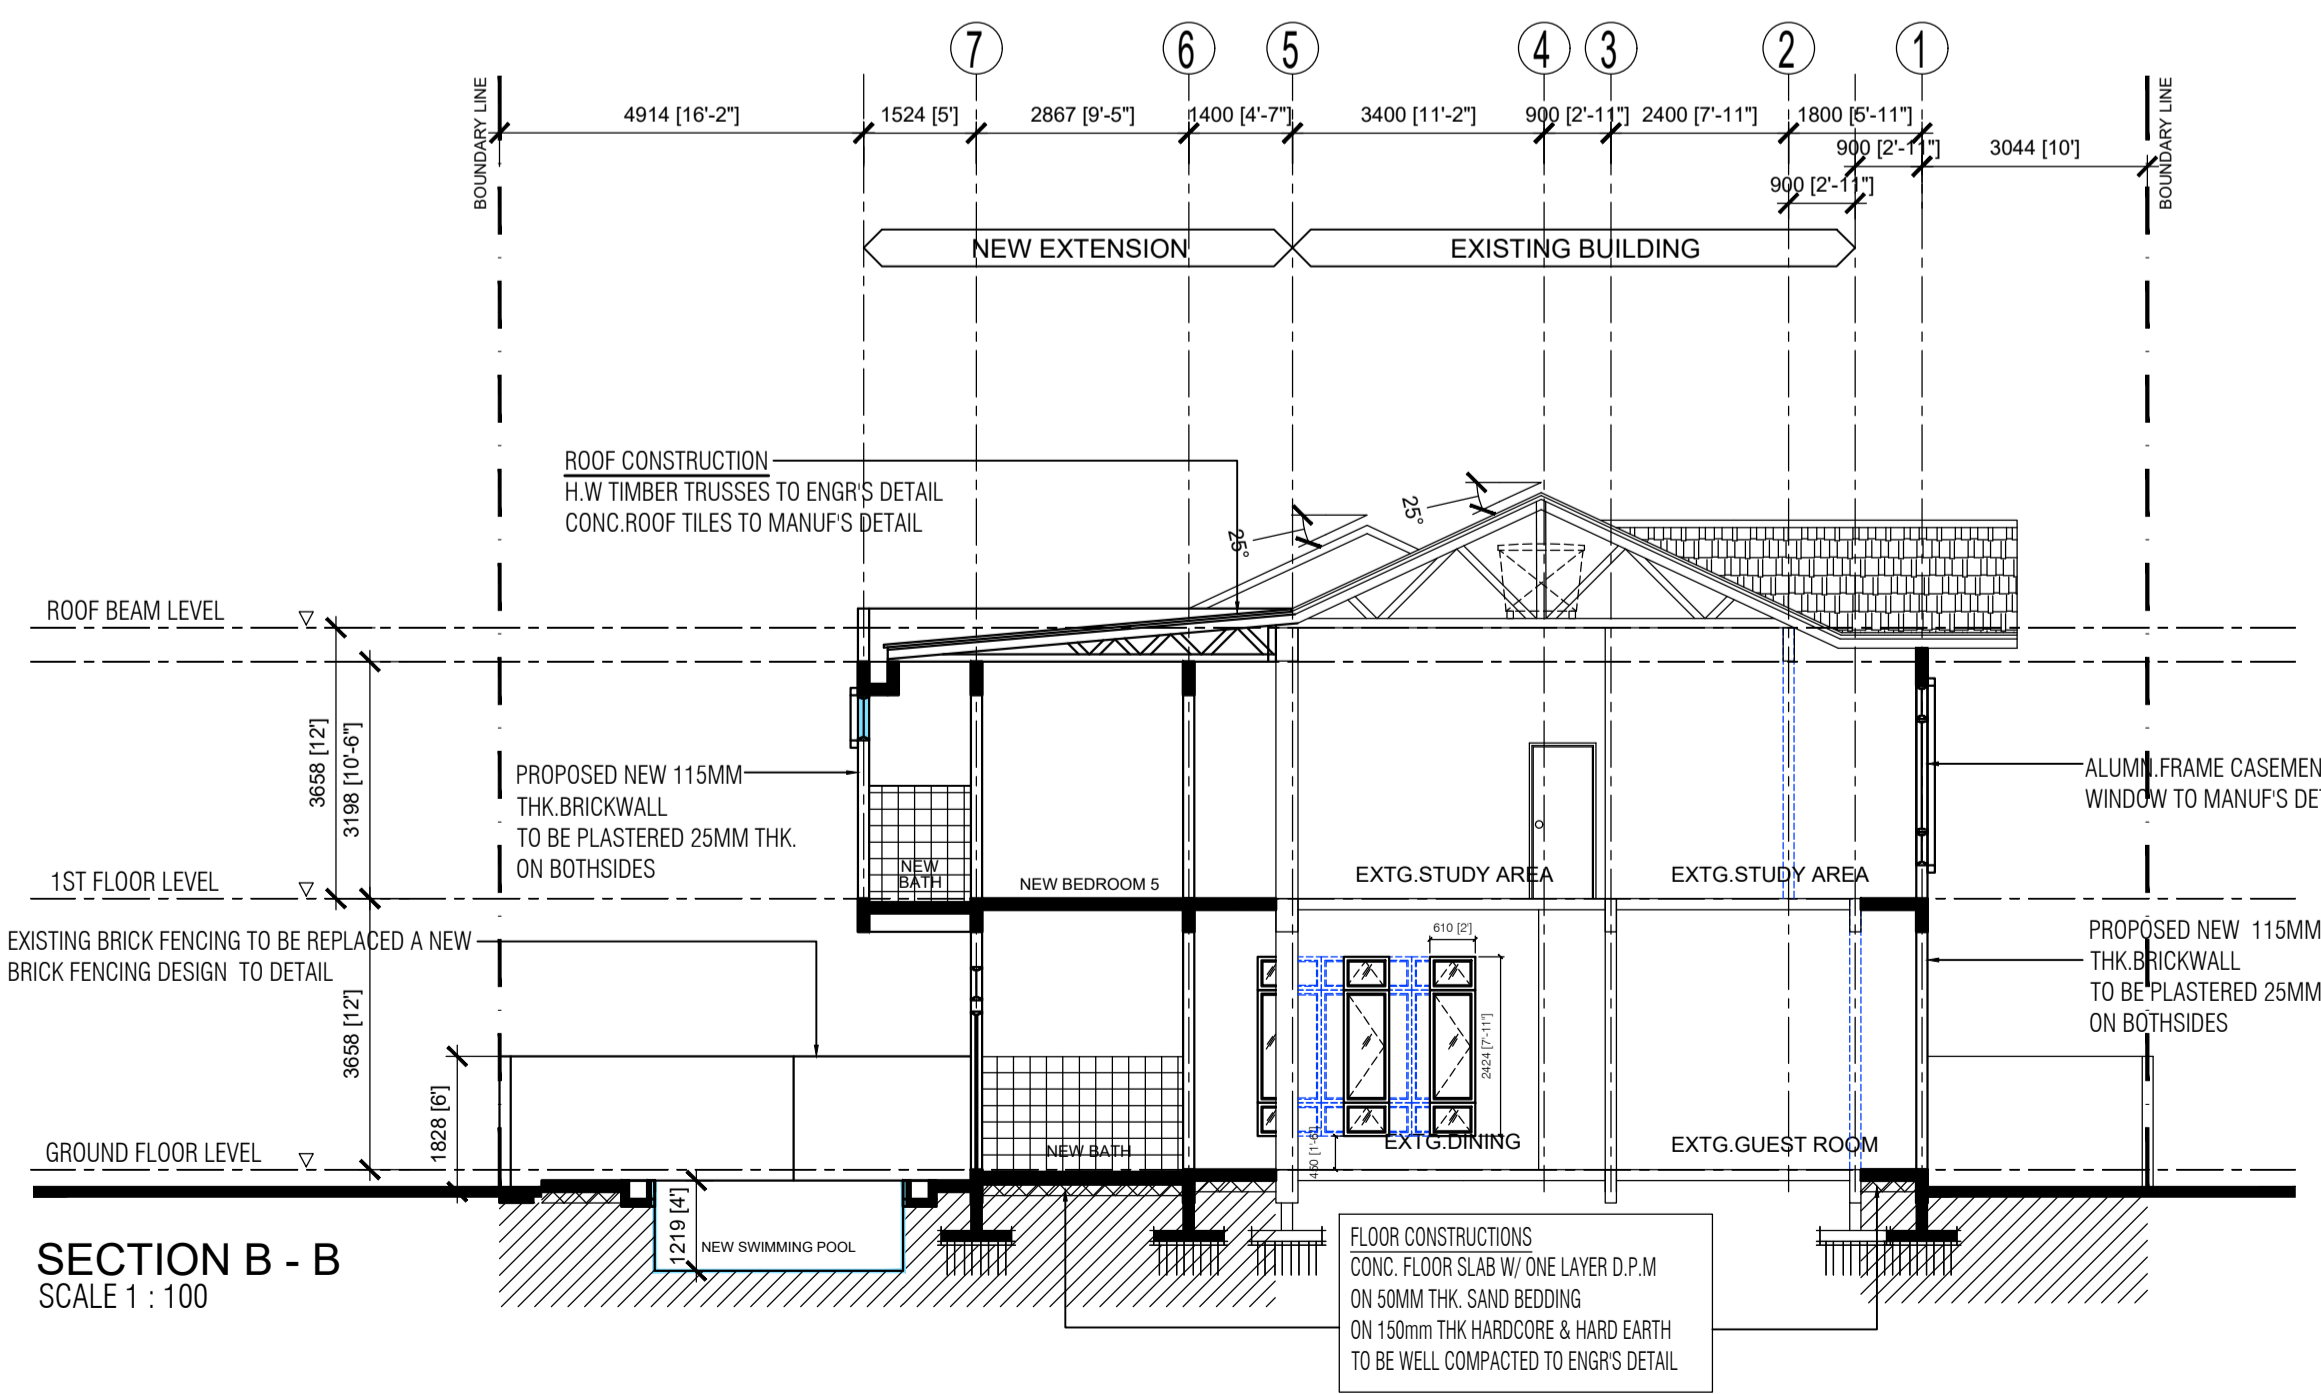 7
6
5
4
3
2
1
BOUNDARY LINE
4914 [16'-2"]
1524 [5']
2867 [9'-5"]
1400 [4'-7"]
3400 [11'-2"]
900 [2'-11"]
2400 [7'-11"]
1800 [5'-11"]
900 [2'-11"]
3044 [10']
900 [2'-11"]
BOUNDARY LINE
NEW EXTENSION
EXISTING BUILDING
ROOF CONSTRUCTION
H.W TIMBER TRUSSES TO ENGR'S DETAIL
CONC.ROOF TILES TO MANUF'S DETAIL
25°
25°
ROOF BEAM LEVEL
3658 [12']
3198 [10'-6"]
PROPOSED NEW 115MM
THK.BRICKWALL
TO BE PLASTERED 25MM THK.
ON BOTHSIDES
ALUMN.FRAME CASEMEN
WINDOW TO MANUF'S DE
NEW
BATH
NEW BEDROOM 5
EXTG.STUDY AREA
EXTG.STUDY AREA
1ST FLOOR LEVEL
EXISTING BRICK FENCING TO BE REPLACED A NEW
BRICK FENCING DESIGN TO DETAIL
610 [2']
PROPOSED NEW 115MM
THK.BRICKWALL
TO BE PLASTERED 25MM
ON BOTHSIDES
3658 [12']
1828 [6']
2424 [7'-11"]
460 [1'-6"]
GROUND FLOOR LEVEL
NEW BATH
EXTG.DINING
EXTG.GUEST ROOM
1219 [4']
NEW SWIMMING POOL
SECTION B - B
SCALE 1 : 100
FLOOR CONSTRUCTIONS
CONC. FLOOR SLAB W/ ONE LAYER D.P.M
ON 50MM THK. SAND BEDDING
ON 150mm THK HARDCORE & HARD EARTH
TO BE WELL COMPACTED TO ENGR'S DETAIL